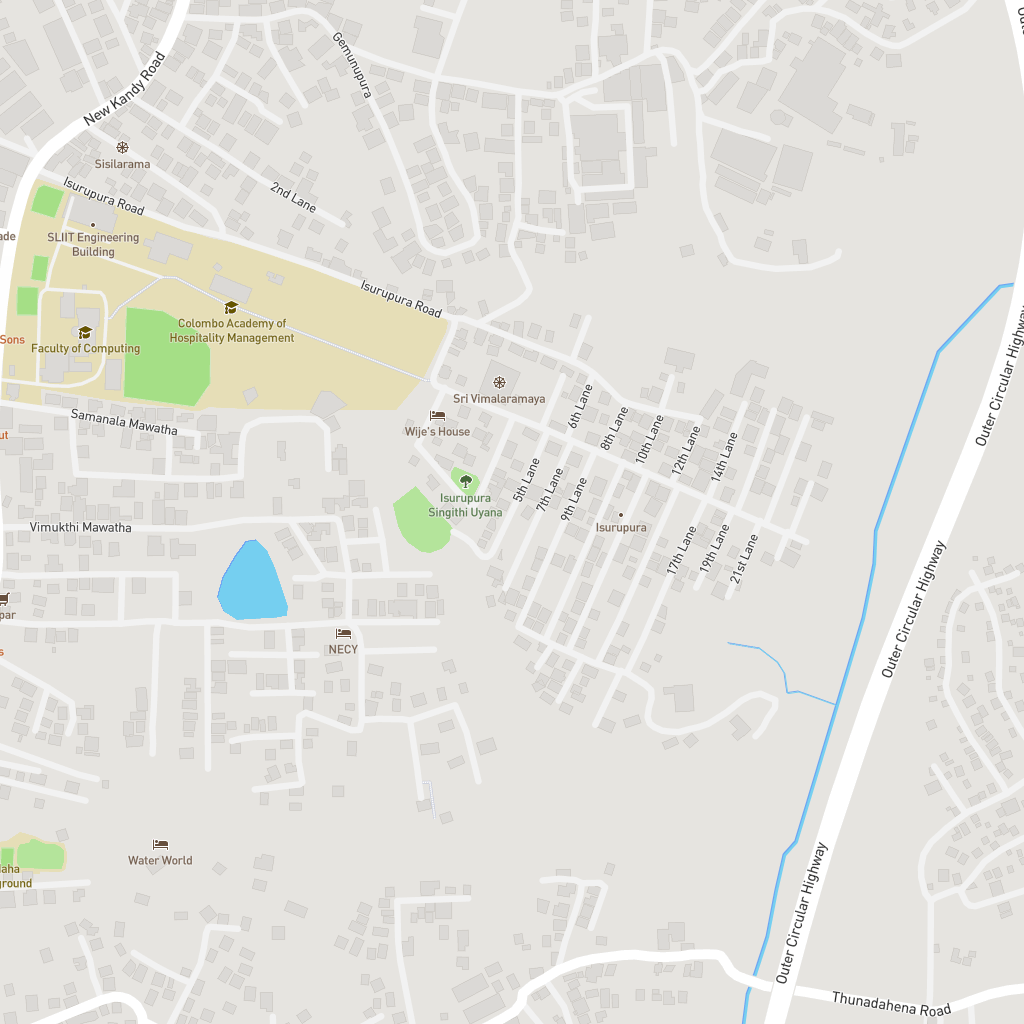 Gemunupura
New Kandy Road
Sisilarama
Isurupura Road
2nd Lane
SLIIT Engineering
Building
Isurupura Road
Colombo Academy of
Hospitality Management
Faculty of Computing
Sons
Outer Circular Highway
Sri Vimalaramaya
6th Lane
8th Lane
10th Lane
12th Lane
14th Lane
Samanala Mawatha
Wije's House
5th Lane
7th Lane
9th Lane
Isurupura
Singithi Uyana
Isurupura
Vimukthi Mawatha
17th Lane
19th Lane
21st Lane
Outer Circular Highway
NECY
Water World
Outer Circular Highway
Thunadahena Road